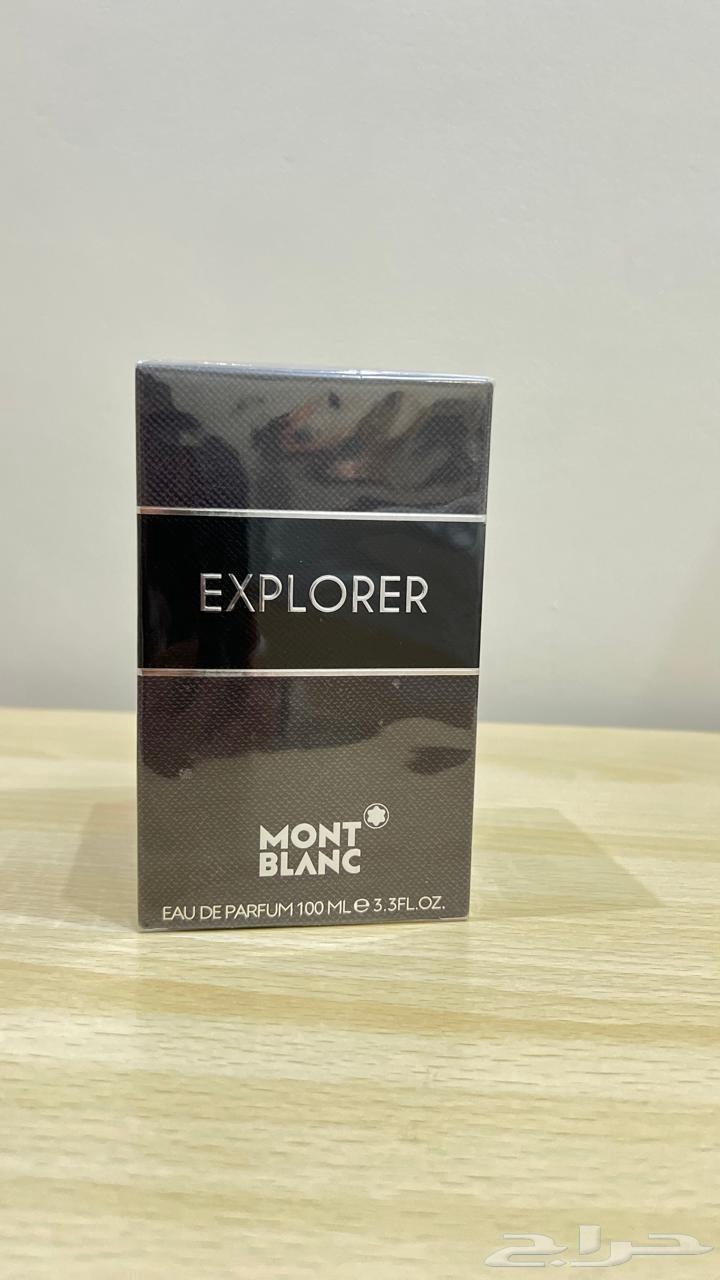 EXPLORER
MONT
BLANC
EAU DE PARFUM 100 ML ℮ 3.3FL.OZ.
حراج